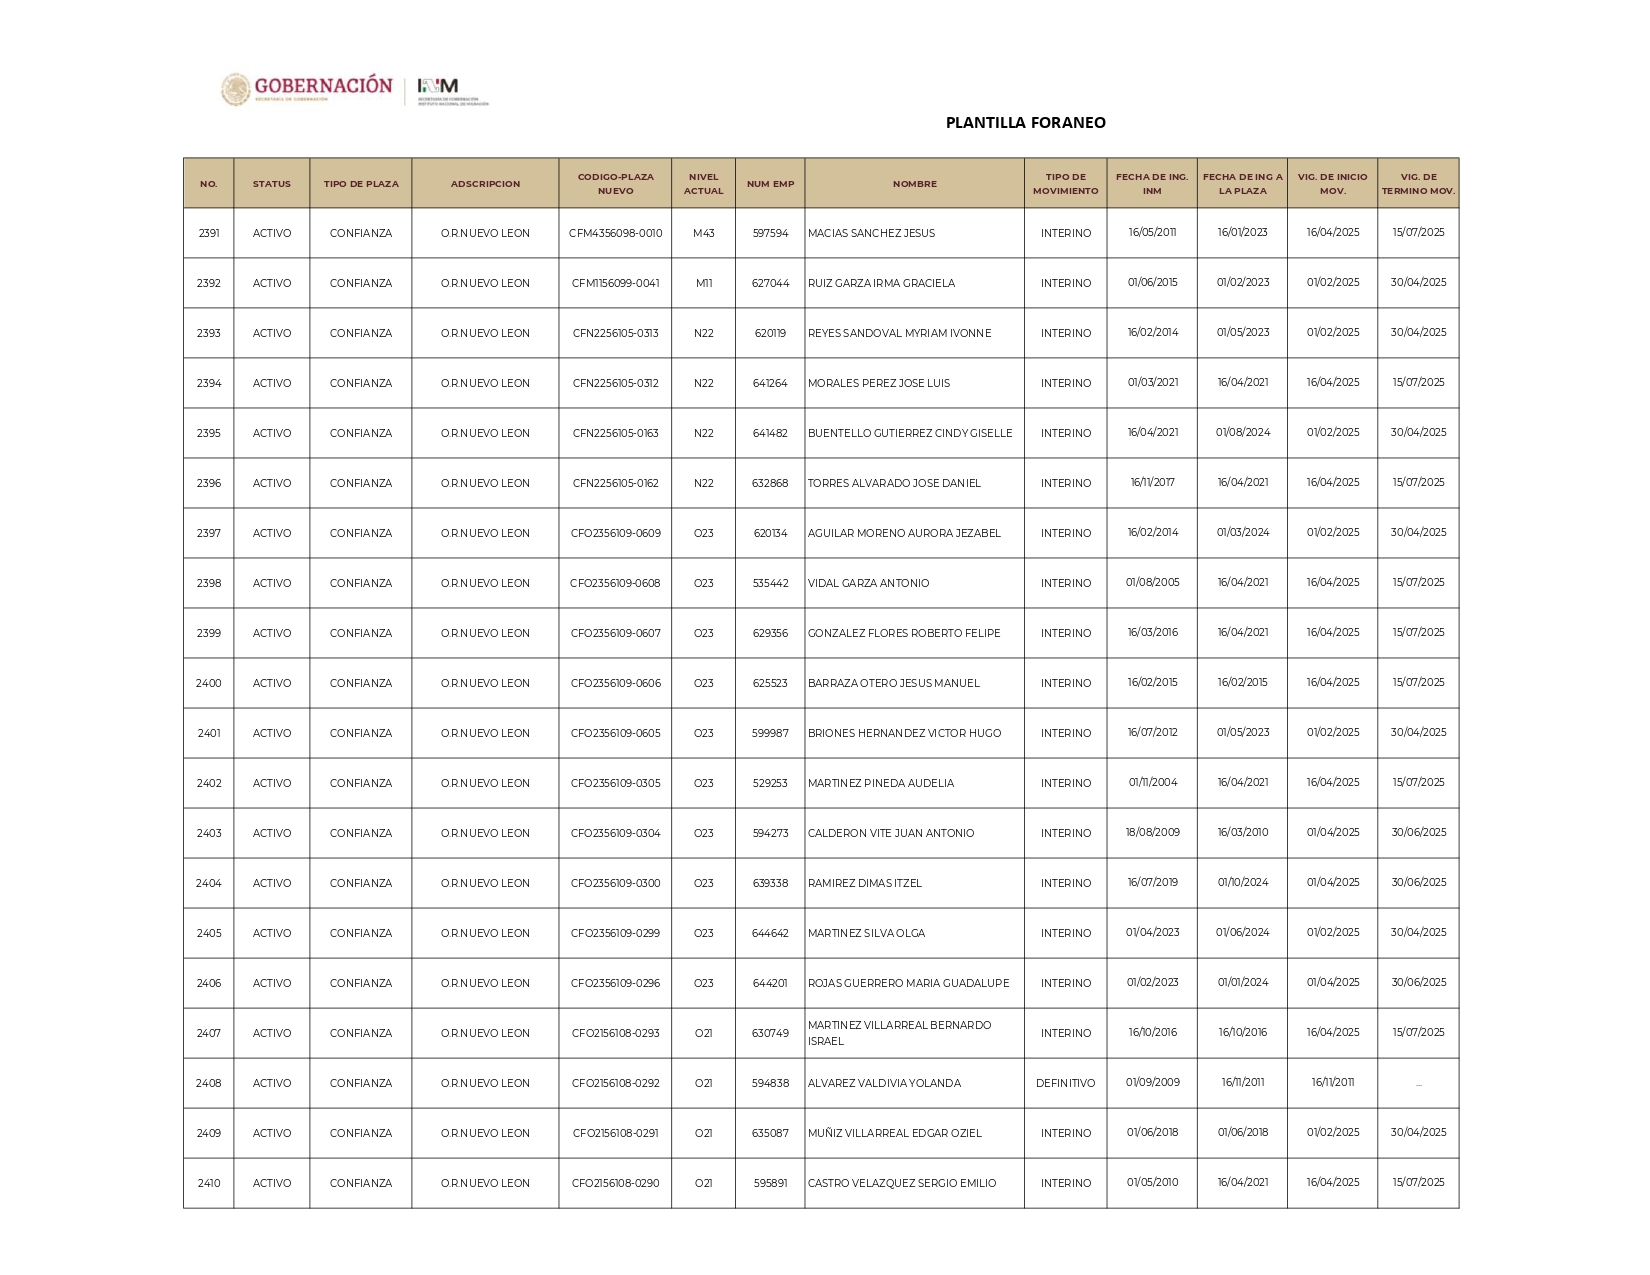 GOBERNACIÓN
SECRETARÍA DE GOBERNACIÓN
INM
SECRETARÍA DE GOBERNACIÓN
INSTITUTO NACIONAL DE MIGRACIÓN
PLANTILLA FORANEO
NO. STATUS TIPO DE PLAZA ADSCRIPCION CODIGO-PLAZA NUEVO NIVEL ACTUAL NUM EMP NOMBRE TIPO DE MOVIMIENTO FECHA DE ING. INM FECHA DE ING A LA PLAZA VIG. DE INICIO MOV. VIG. DE TERMINO MOV.
2391 ACTIVO CONFIANZA O.R.NUEVO LEON CFM4356098-0010 M43 597594 MACIAS SANCHEZ JESUS INTERINO 16/05/2011 16/01/2023 16/04/2025 15/07/2025
2392 ACTIVO CONFIANZA O.R.NUEVO LEON CFM1156099-0041 M11 627044 RUIZ GARZA IRMA GRACIELA INTERINO 01/06/2015 01/02/2023 01/02/2025 30/04/2025
2393 ACTIVO CONFIANZA O.R.NUEVO LEON CFN2256105-0313 N22 620119 REYES SANDOVAL MYRIAM IVONNE INTERINO 16/02/2014 01/05/2023 01/02/2025 30/04/2025
2394 ACTIVO CONFIANZA O.R.NUEVO LEON CFN2256105-0312 N22 641264 MORALES PEREZ JOSE LUIS INTERINO 01/03/2021 16/04/2021 16/04/2025 15/07/2025
2395 ACTIVO CONFIANZA O.R.NUEVO LEON CFN2256105-0163 N22 641482 BUENTELLO GUTIERREZ CINDY GISELLE INTERINO 16/04/2021 01/08/2024 01/02/2025 30/04/2025
2396 ACTIVO CONFIANZA O.R.NUEVO LEON CFN2256105-0162 N22 632868 TORRES ALVARADO JOSE DANIEL INTERINO 16/11/2017 16/04/2021 16/04/2025 15/07/2025
2397 ACTIVO CONFIANZA O.R.NUEVO LEON CFO2356109-0609 O23 620134 AGUILAR MORENO AURORA JEZABEL INTERINO 16/02/2014 01/03/2024 01/02/2025 30/04/2025
2398 ACTIVO CONFIANZA O.R.NUEVO LEON CFO2356109-0608 O23 535442 VIDAL GARZA ANTONIO INTERINO 01/08/2005 16/04/2021 16/04/2025 15/07/2025
2399 ACTIVO CONFIANZA O.R.NUEVO LEON CFO2356109-0607 O23 629356 GONZALEZ FLORES ROBERTO FELIPE INTERINO 16/03/2016 16/04/2021 16/04/2025 15/07/2025
2400 ACTIVO CONFIANZA O.R.NUEVO LEON CFO2356109-0606 O23 625523 BARRAZA OTERO JESUS MANUEL INTERINO 16/02/2015 16/02/2015 16/04/2025 15/07/2025
2401 ACTIVO CONFIANZA O.R.NUEVO LEON CFO2356109-0605 O23 599987 BRIONES HERNANDEZ VICTOR HUGO INTERINO 16/07/2012 01/05/2023 01/02/2025 30/04/2025
2402 ACTIVO CONFIANZA O.R.NUEVO LEON CFO2356109-0305 O23 529253 MARTINEZ PINEDA AUDELIA INTERINO 01/11/2004 16/04/2021 16/04/2025 15/07/2025
2403 ACTIVO CONFIANZA O.R.NUEVO LEON CFO2356109-0304 O23 594273 CALDERON VITE JUAN ANTONIO INTERINO 18/08/2009 16/03/2010 01/04/2025 30/06/2025
2404 ACTIVO CONFIANZA O.R.NUEVO LEON CFO2356109-0300 O23 639338 RAMIREZ DIMAS ITZEL INTERINO 16/07/2019 01/10/2024 01/04/2025 30/06/2025
2405 ACTIVO CONFIANZA O.R.NUEVO LEON CFO2356109-0299 O23 644642 MARTINEZ SILVA OLGA INTERINO 01/04/2023 01/06/2024 01/02/2025 30/04/2025
2406 ACTIVO CONFIANZA O.R.NUEVO LEON CFO2356109-0296 O23 644201 ROJAS GUERRERO MARIA GUADALUPE INTERINO 01/02/2023 01/01/2024 01/04/2025 30/06/2025
2407 ACTIVO CONFIANZA O.R.NUEVO LEON CFO2156108-0293 O21 630749 MARTINEZ VILLARREAL BERNARDO ISRAEL INTERINO 16/10/2016 16/10/2016 16/04/2025 15/07/2025
2408 ACTIVO CONFIANZA O.R.NUEVO LEON CFO2156108-0292 O21 594838 ALVAREZ VALDIVIA YOLANDA DEFINITIVO 01/09/2009 16/11/2011 16/11/2011 ...
2409 ACTIVO CONFIANZA O.R.NUEVO LEON CFO2156108-0291 O21 635087 MUÑIZ VILLARREAL EDGAR OZIEL INTERINO 01/06/2018 01/06/2018 01/02/2025 30/04/2025
2410 ACTIVO CONFIANZA O.R.NUEVO LEON CFO2156108-0290 O21 595891 CASTRO VELAZQUEZ SERGIO EMILIO INTERINO 01/05/2010 16/04/2021 16/04/2025 15/07/2025